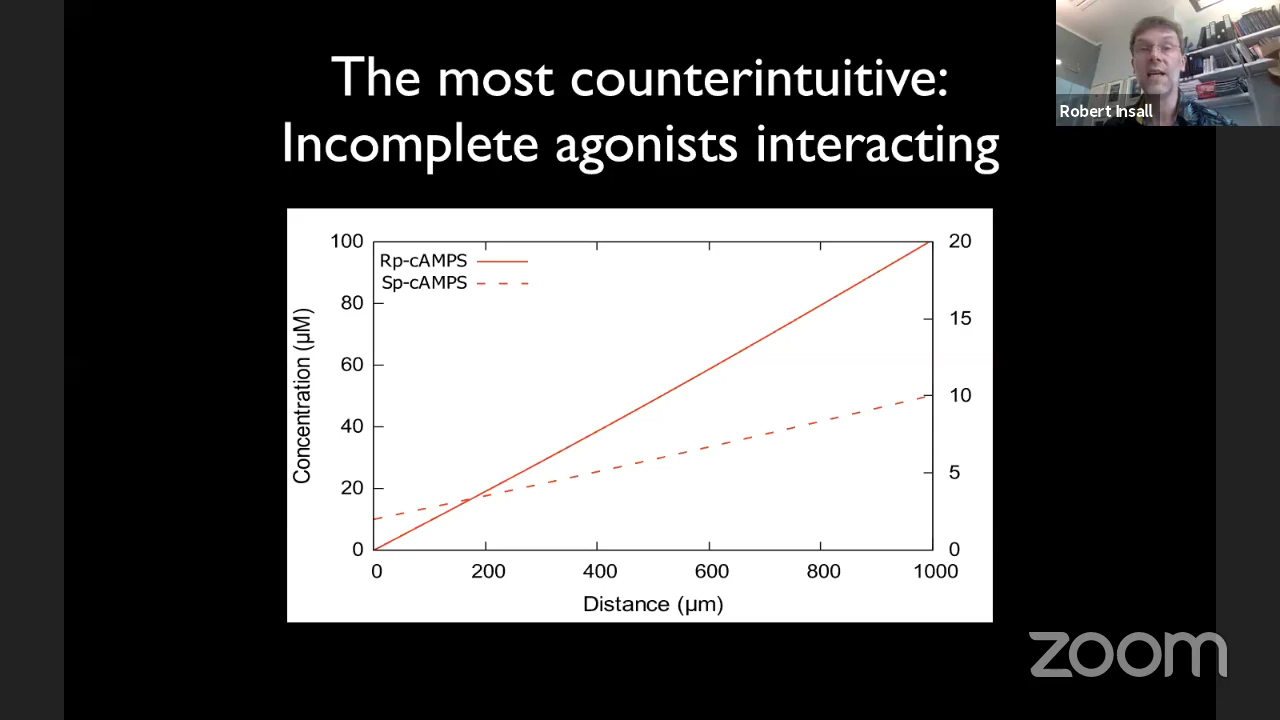 The most counterintuitive:
Incomplete agonists interacting
Robert Insall
100
80
60
40
20
0
Concentration (µM)
Rp-cAMPS
Sp-cAMPS
20
15
10
5
0
0 200 400 600 800 1000
Distance (µm)
zoom